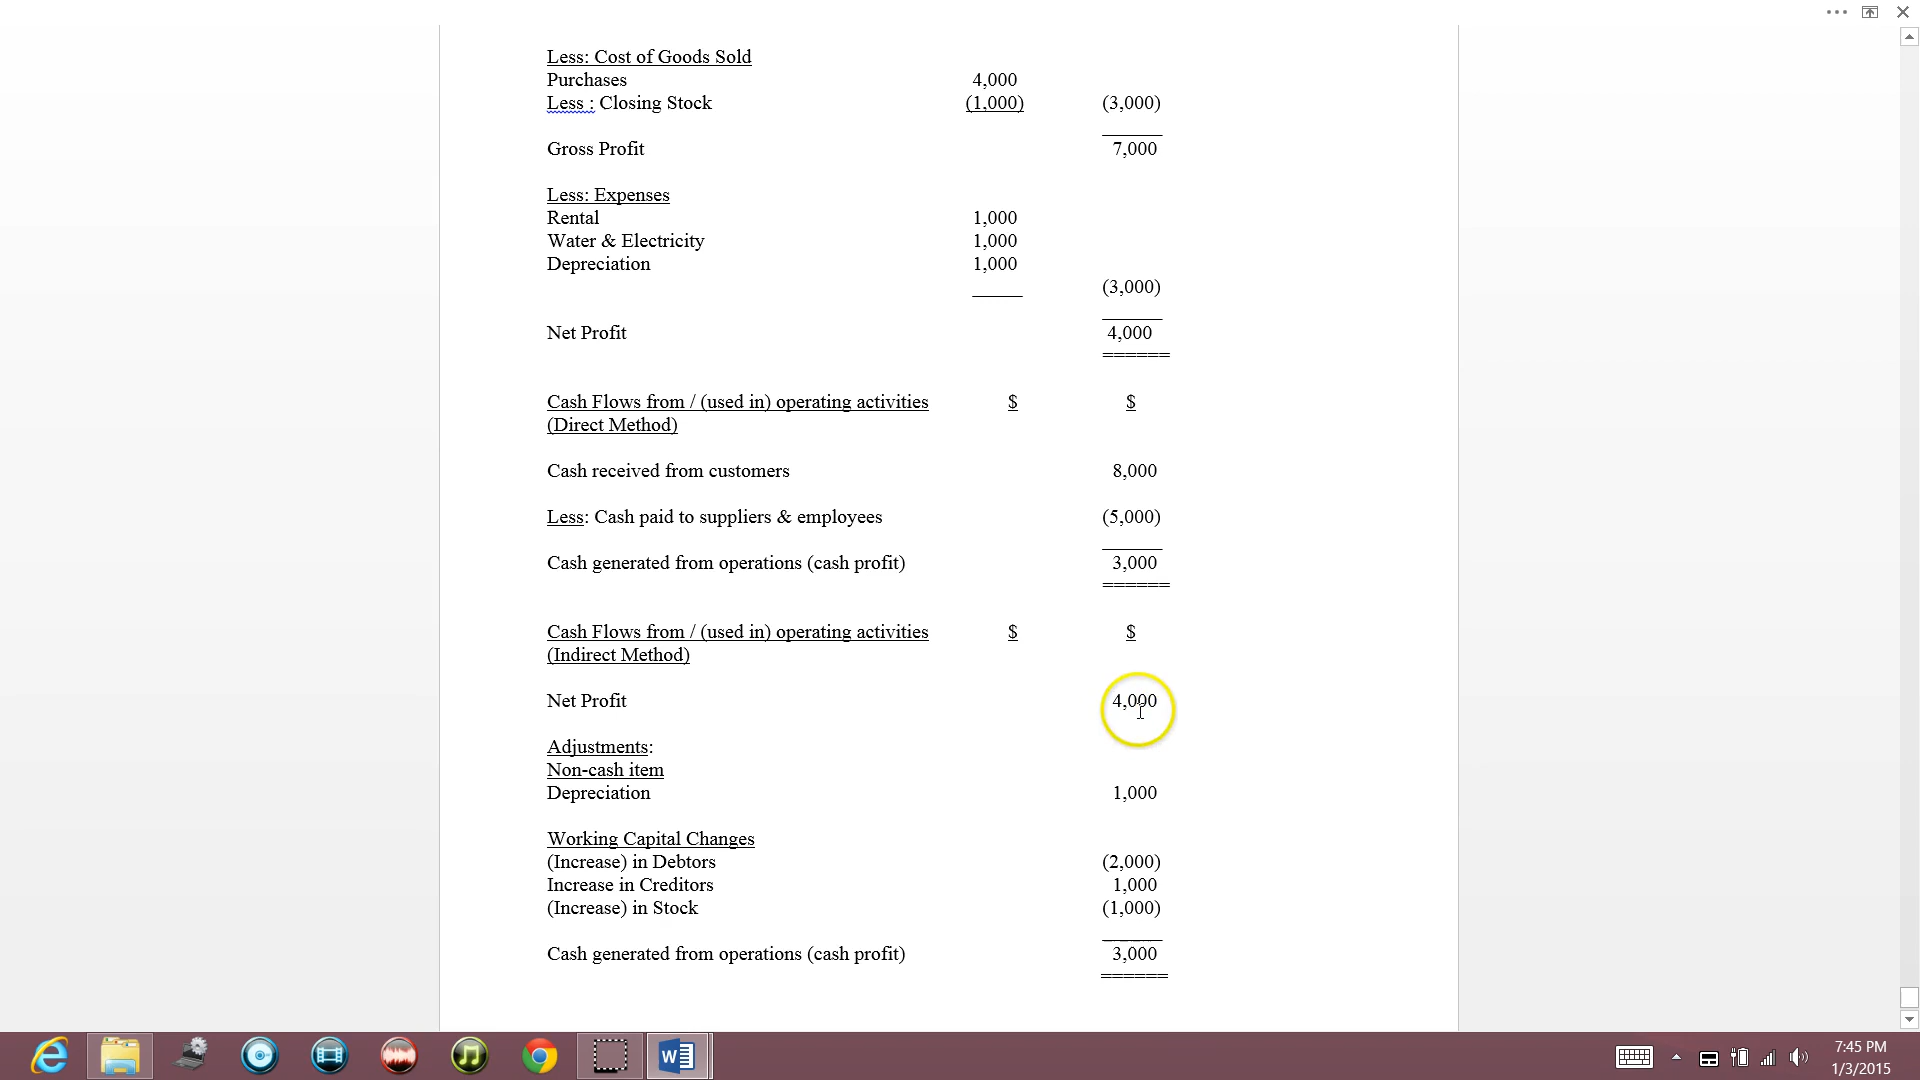 Less: Cost of Goods Sold
Purchases 4,000
Less : Closing Stock (1,000) (3,000)
Gross Profit 7,000
Less: Expenses
Rental 1,000
Water & Electricity 1,000
Depreciation 1,000
(3,000)
Net Profit 4,000
======
Cash Flows from / (used in) operating activities $ $
(Direct Method)
Cash received from customers 8,000
Less: Cash paid to suppliers & employees (5,000)
Cash generated from operations (cash profit) 3,000
======
Cash Flows from / (used in) operating activities $ $
(Indirect Method)
Net Profit 4,000
Adjustments:
Non-cash item
Depreciation 1,000
Working Capital Changes
(Increase) in Debtors (2,000)
Increase in Creditors 1,000
(Increase) in Stock (1,000)
Cash generated from operations (cash profit) 3,000
======
7:45 PM
1/3/2015